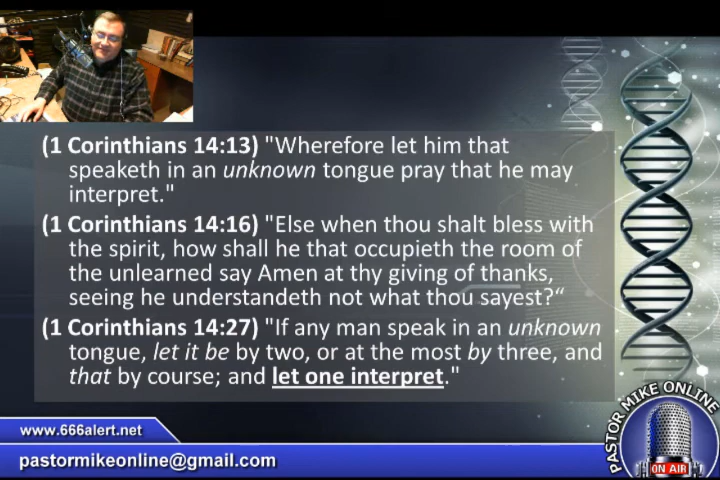 (1 Corinthians 14:13) "Wherefore let him that
speaketh in an unknown tongue pray that he may
interpret."
(1 Corinthians 14:16) "Else when thou shalt bless with
the spirit, how shall he that occupieth the room of
the unlearned say Amen at thy giving of thanks,
seeing he understandeth not what thou sayest?“
(1 Corinthians 14:27) "If any man speak in an unknown
tongue, let it be by two, or at the most by three, and
that by course; and let one interpret."
www.666alert.net
pastormikeonline@gmail.com
PASTOR MIKE ONLINE
ON AIR